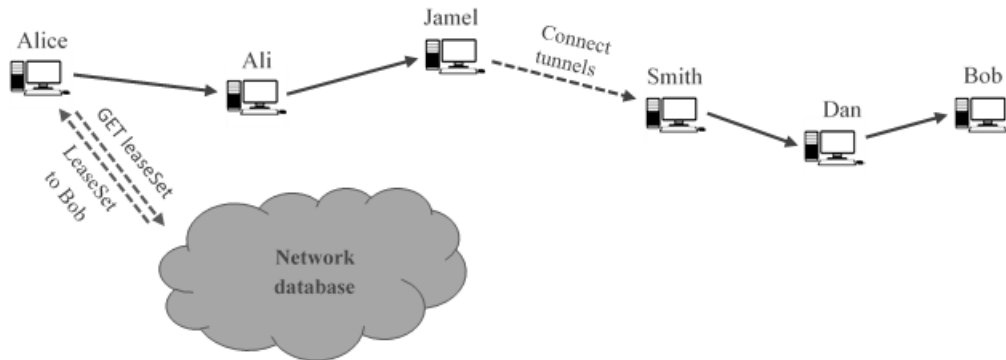 Alice
Ali
Jamel
Connect
tunnels
Smith
Dan
Bob
GET leaseSet
LeaseSet
to Bob
Network
database